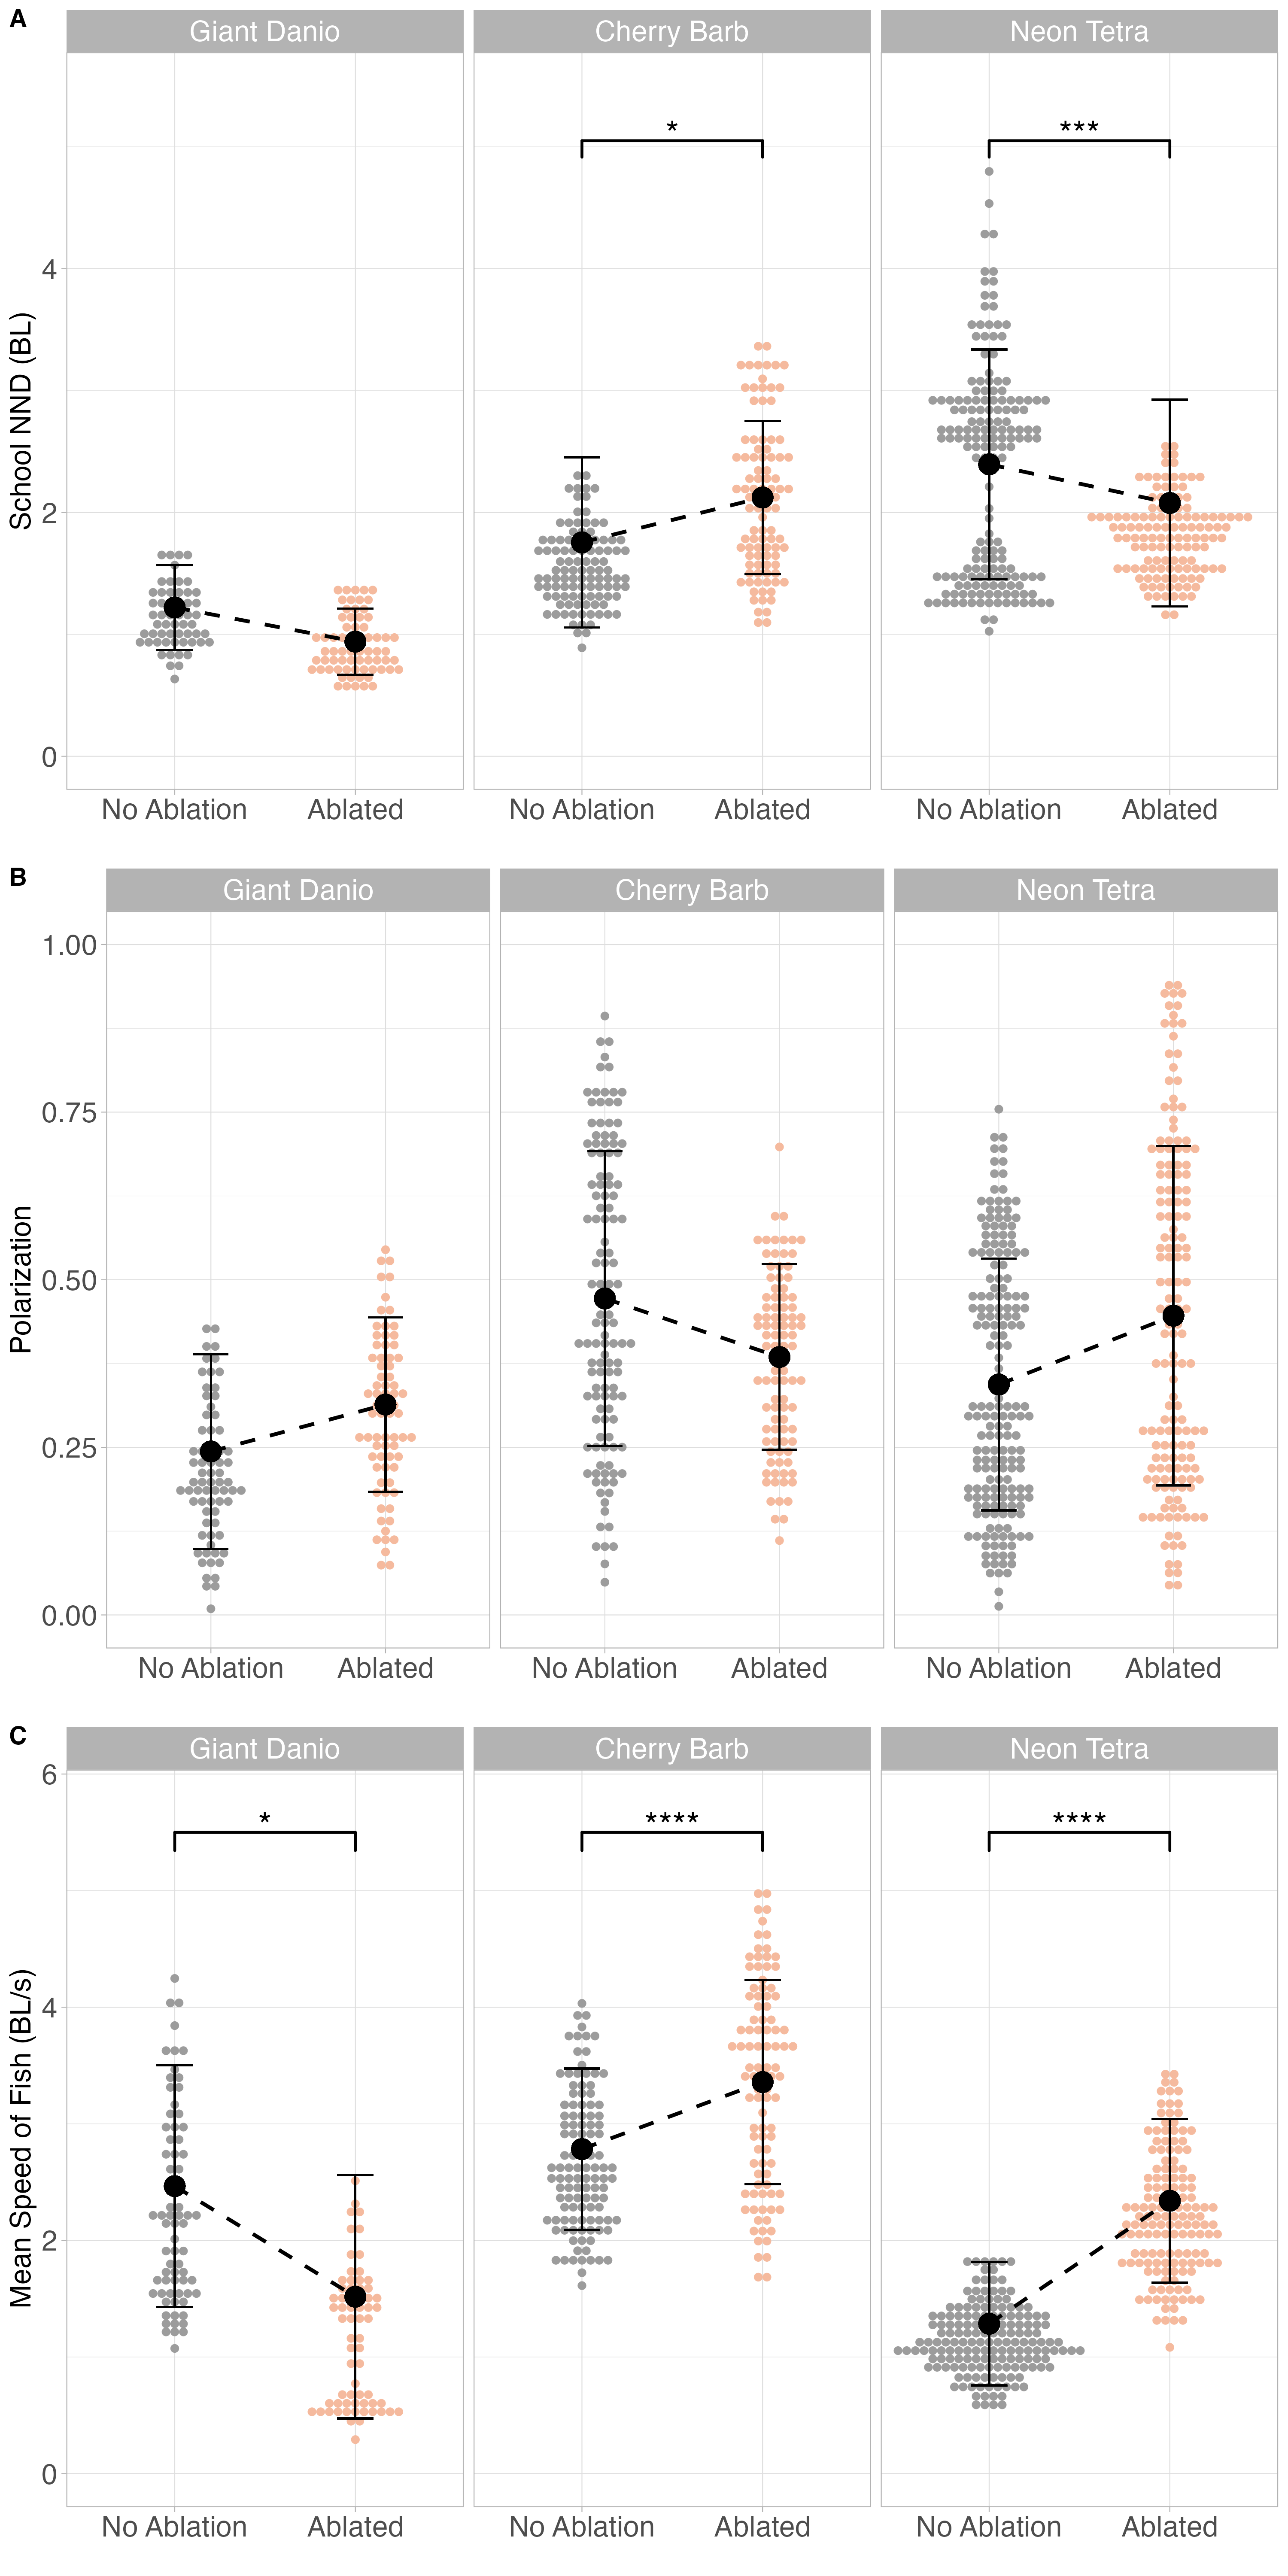 A
Giant Danio Cherry Barb Neon Tetra
* ***
4
2
0
School NND (BL)
No Ablation Ablated No Ablation Ablated No Ablation Ablated
B
Giant Danio Cherry Barb Neon Tetra
1.00
0.75
0.50
0.25
0.00
Polarization
No Ablation Ablated No Ablation Ablated No Ablation Ablated
C
Giant Danio Cherry Barb Neon Tetra
6
* **** ****
4
2
0
Mean Speed of Fish (BL/s)
No Ablation Ablated No Ablation Ablated No Ablation Ablated